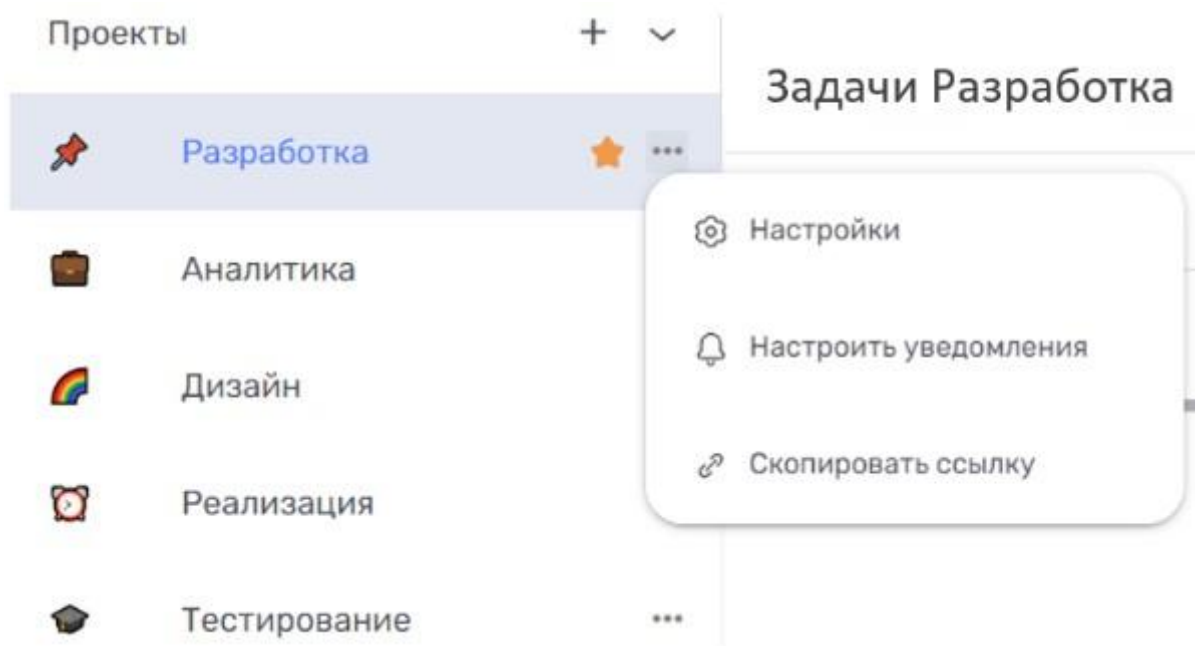 Проекты
Задачи Разработка
Разработка
Настройки
Аналитика
Настроить уведомления
Дизайн
Скопировать ссылку
Реализация
Тестирование